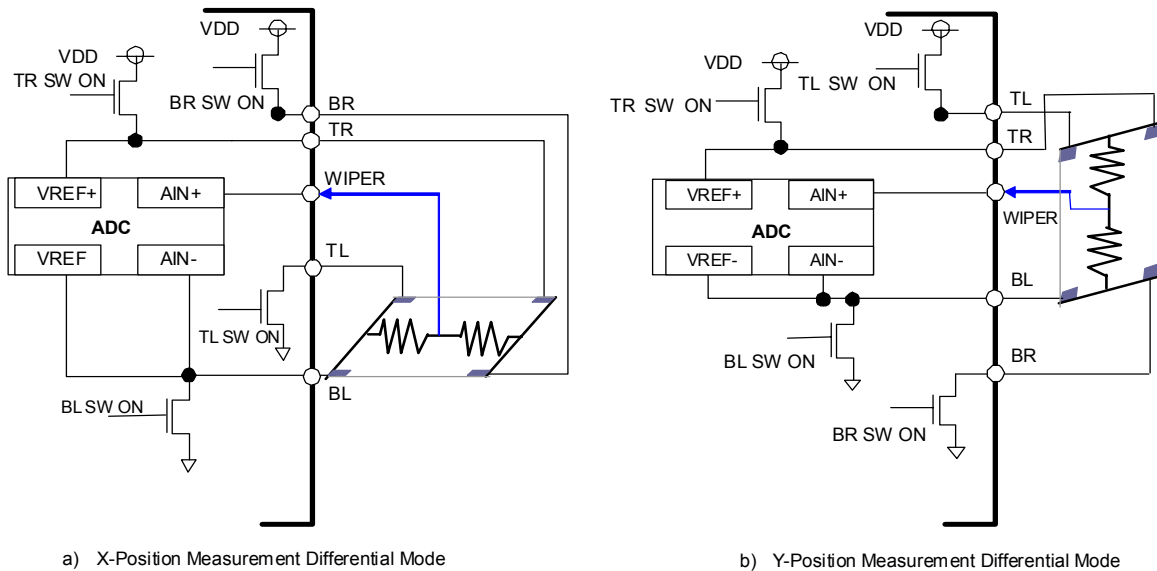 VDD
VDD
TR SW ON
BR SW ON
BR
TR
VREF+
AIN+
WIPER
ADC
VREF
AIN-
TL
TL SW ON
BL
BL SW ON
a) X-Position Measurement Differential Mode
VDD
VDD
TL SW ON
TR SW ON
TL
TR
VREF+
AIN+
WIPER
ADC
VREF-
AIN-
BL
BL SW ON
BR
BR SW ON
b) Y-Position Measurement Differential Mode